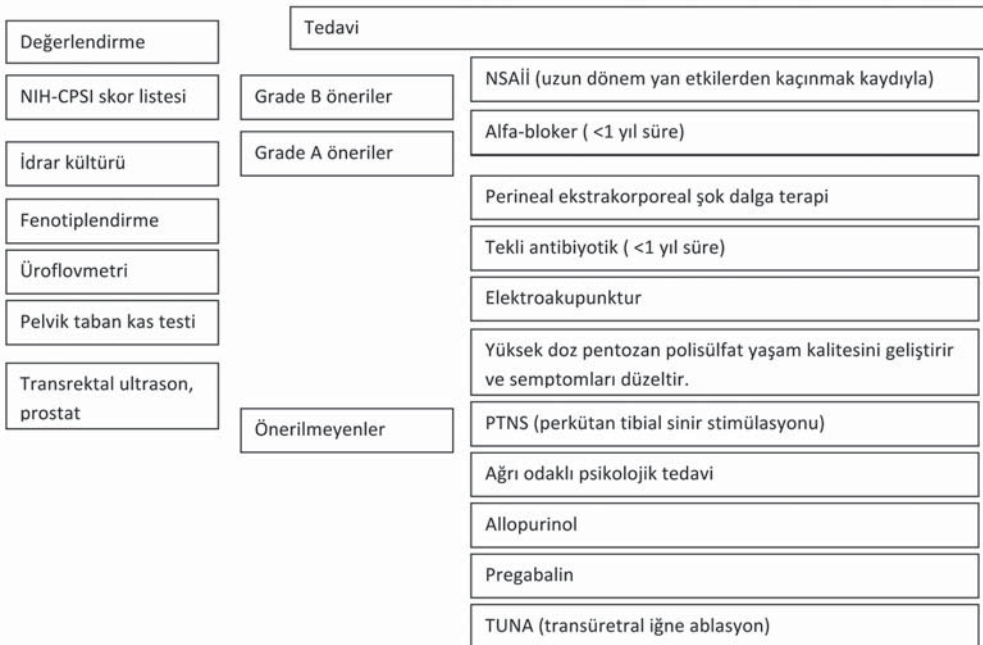 Değerlendirme
NIH-CPSI skor listesi
İdrar kültürü
Fenotiplendirme
Üroflovmetri
Pelvik taban kas testi
Transrektal ultrason,
prostat
Tedavi
Grade B öneriler
Grade A öneriler
Önerilmeyenler
NSAİİ (uzun dönem yan etkilerden kaçınmak kaydıyla)
Alfa-bloker ( <1 yıl süre)
Perineal ekstrakorporeal şok dalga terapi
Tekli antibiyotik ( <1 yıl süre)
Elektroakupunktur
Yüksek doz pentozan polisülfat yaşam kalitesini geliştirir
ve semptomları düzeltir.
PTNS (perkütan tibial sinir stimülasyonu)
Ağrı odaklı psikolojik tedavi
Allopurinol
Pregabalin
TUNA (transüretral iğne ablasyon)